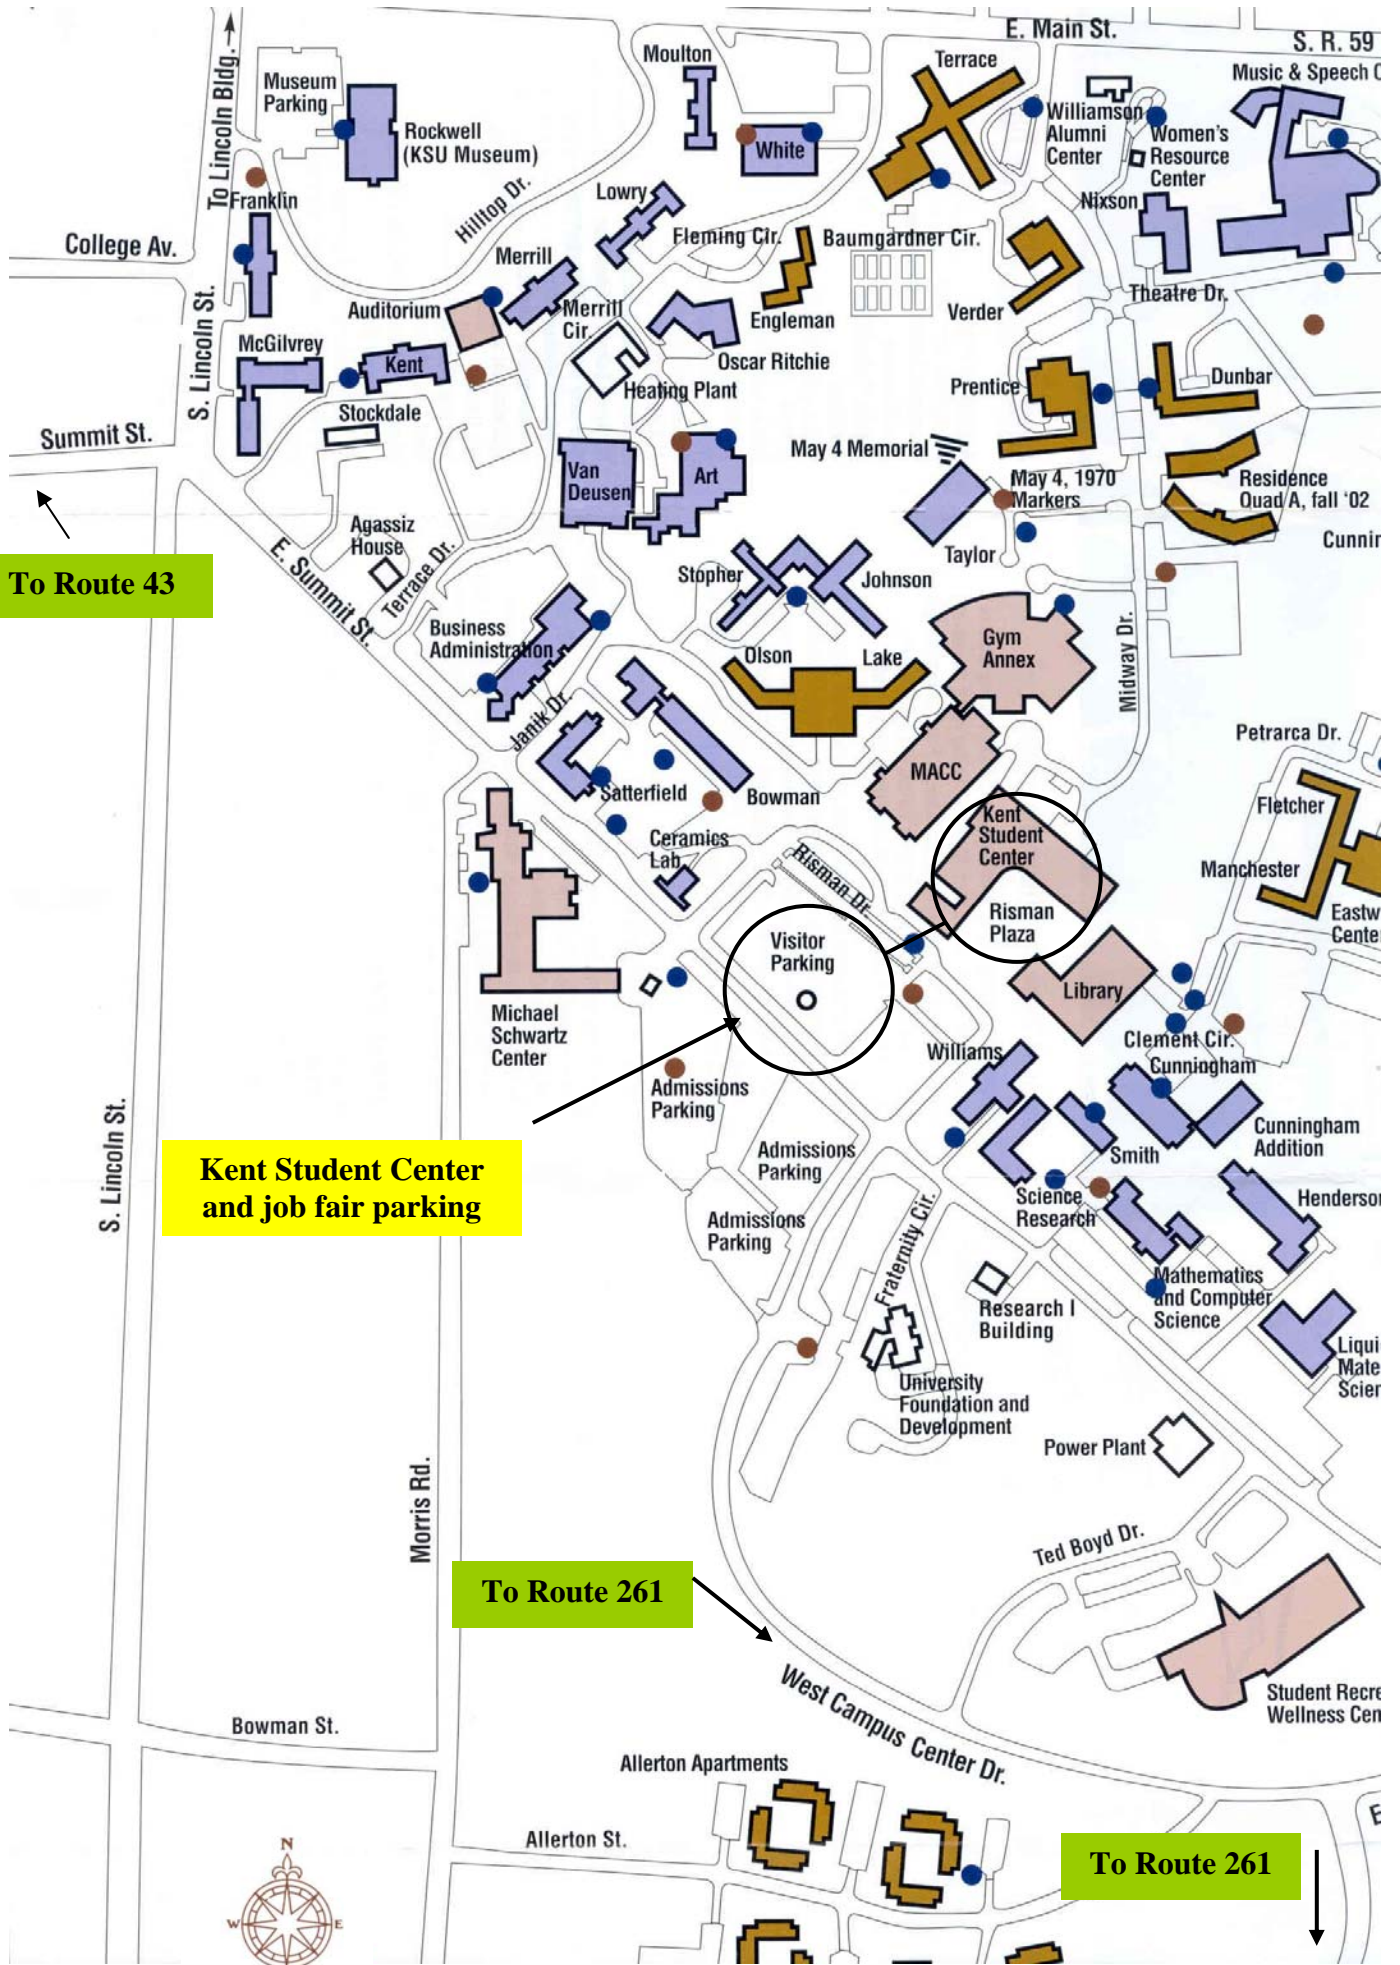 E. Main St.
S. R. 59
To Lincoln Bldg.
Museum
Parking
Rockwell
(KSU Museum)
Moulton
White
Terrace
Williamson
Alumni
Center
Women's
Resource
Center
Music & Speech C
Franklin
Hilltop Dr.
Lowry
Fleming Cir.
Baumgardner Cir.
Nixson
College Av.
Merrill
Auditorium
Merrill
Cir.
Engleman
Verder
Theatre Dr.
S. Lincoln St.
McGilvrey
Kent
Oscar Ritchie
Heating Plant
Prentice
Dunbar
Stockdale
Summit St.
Van
Deusen
Art
May 4 Memorial
May 4, 1970
Markers
Residence
Quad A, fall '02
Agassiz
House
Taylor
Cunnin
To Route 43
E. Summit St.
Terrace Dr.
Stopher
Johnson
Business
Administration
Olson
Lake
Gym
Annex
Midway Dr.
Janik Dr.
Petrarca Dr.
MACC
Satterfield
Bowman
Kent
Student
Center
Fletcher
Ceramics
Lab
Risman Dr.
Manchester
Risman
Plaza
Eastw
Center
Visitor
Parking
Library
Michael
Schwartz
Center
Williams
Clement Cir.
Cunningham
Admissions
Parking
S. Lincoln St.
Kent Student Center
and job fair parking
Admissions
Parking
Smith
Cunningham
Addition
Science
Research
Henderson
Admissions
Parking
Fraternity Cir.
Mathematics
and Computer
Science
Research I
Building
Liqui
Mate
Scien
University
Foundation and
Development
Power Plant
Morris Rd.
Ted Boyd Dr.
To Route 261
West Campus Center Dr.
Student Recre
Wellness Cen
Bowman St.
Allerton Apartments
Allerton St.
To Route 261
E
N
W
E